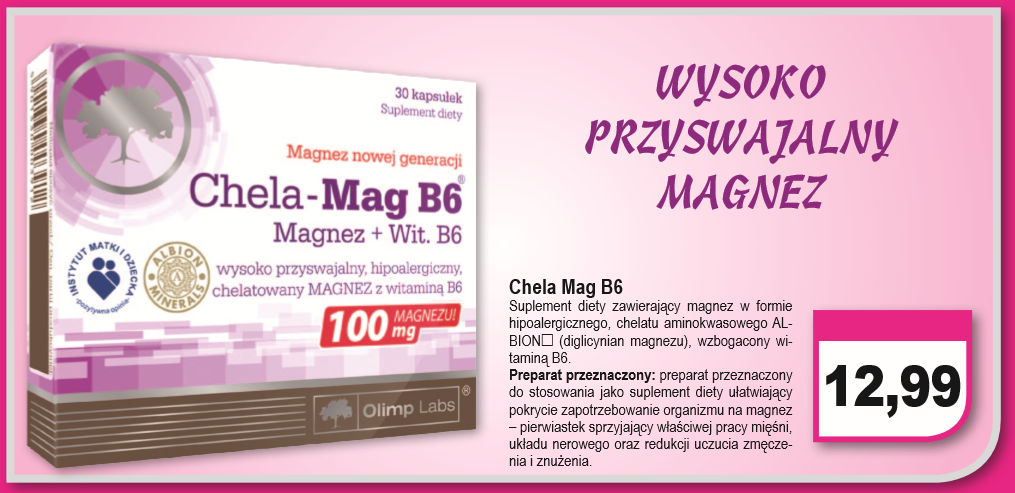 30 kapsułek
Suplement diety
Magnez nowej generacji
Chela-Mag B6®
Magnez + Wit. B6
INSTYTUT MATKI I DZIECKA
-pozytywna opinia-
ALBION MINERALS
wysoko przyswajalny, hipoalergiczny,
chelatowany MAGNEZ z witaminą B6
100 mg MAGNEZU!
Olimp Labs®
WYSOKO
PRZYSWAJALNY
MAGNEZ
Chela Mag B6
Suplement diety zawierający magnez w formie
hipoalergicznego, chelatu aminokwasowego AL-
BION□ (diglicynian magnezu), wzbogacony wi-
taminą B6.
Preparat przeznaczony: preparat przeznaczony
do stosowania jako suplement diety ułatwiający
pokrycie zapotrzebowanie organizmu na magnez
– pierwiastek sprzyjający właściwej pracy mięśni,
układu nerowego oraz redukcji uczucia zmęcze-
nia i znużenia.
12,99